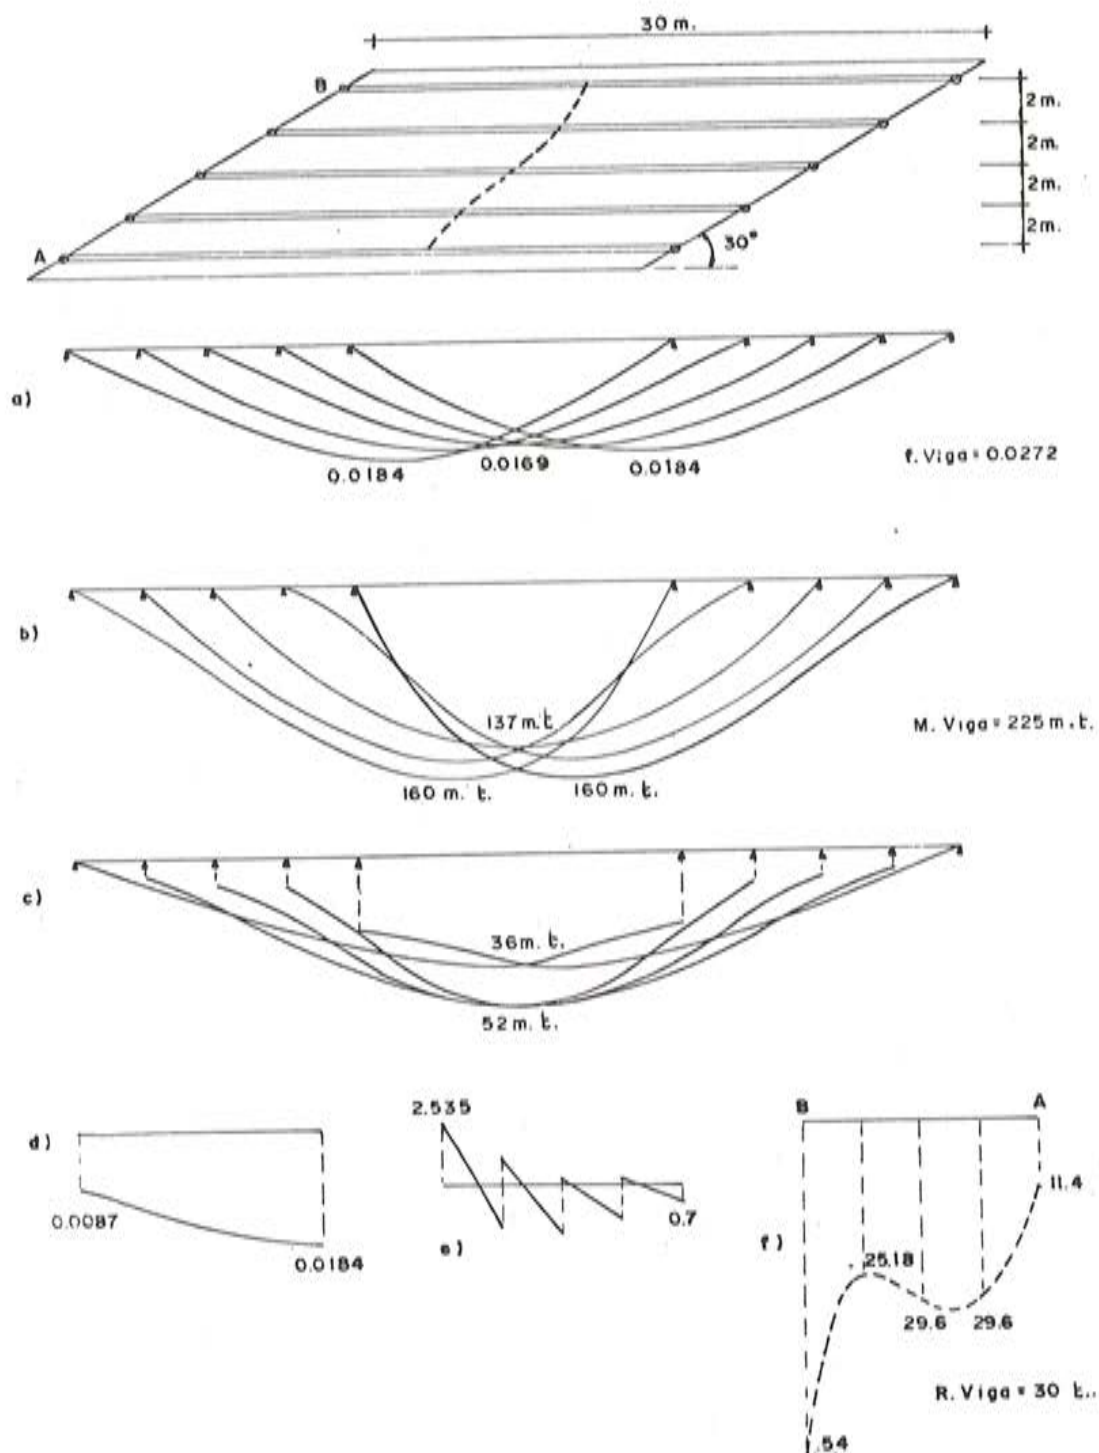 30 m.
B
2 m.
2 m.
2 m.
2 m.
A
30°
a)
0.0184
0.0169
0.0184
f. Viga = 0.0272
b)
137 m.t
M. Viga = 225 m.t.
160 m. t.
160 m. t.
c)
36 m. t.
52 m. t.
2.535
B
A
d)
11.4
0.0087
0.7
e)
f)
25.18
0.0184
29.6
29.6
R. Viga = 30 t..
54